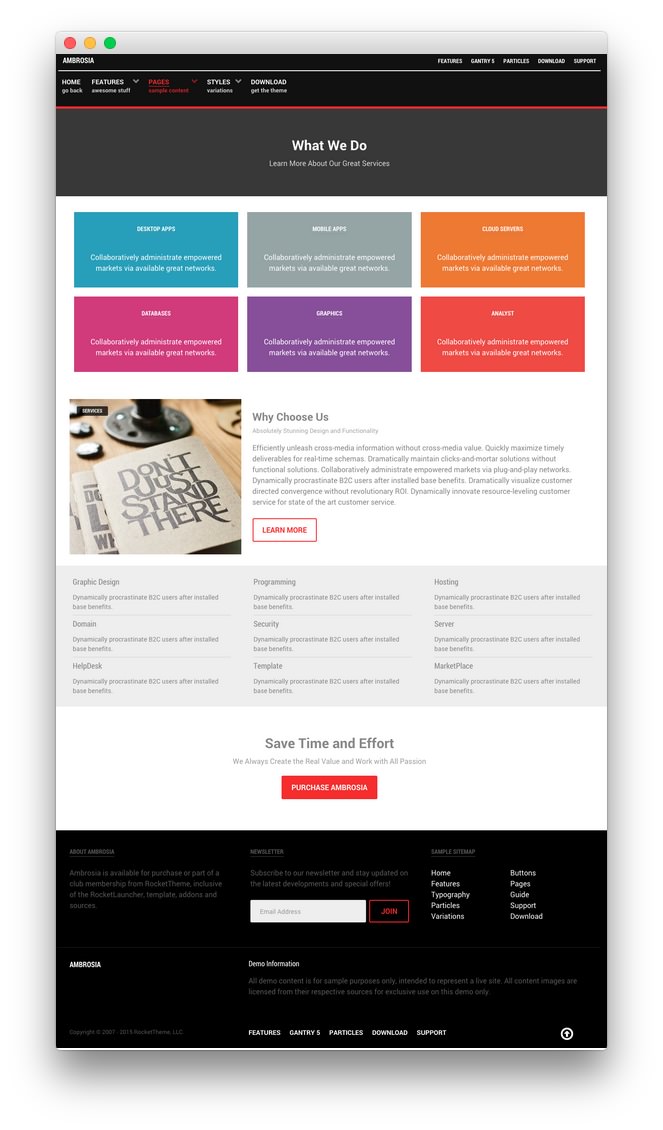 AMBROSIA
FEATURES GANTRY 5 PARTICLES DOWNLOAD SUPPORT
HOME FEATURES PAGES STYLES DOWNLOAD
go back awesome stuff sample content variations get the theme
What We Do
Learn More About Our Great Services
DESKTOP APPS
Collaboratively administrate empowered
markets via available great networks.
MOBILE APPS
Collaboratively administrate empowered
markets via available great networks.
CLOUD SERVERS
Collaboratively administrate empowered
markets via available great networks.
DATABASES
Collaboratively administrate empowered
markets via available great networks.
GRAPHICS
Collaboratively administrate empowered
markets via available great networks.
ANALYST
Collaboratively administrate empowered
markets via available great networks.
SERVICES
DON'T
JUST
STAND
THERE
Why Choose Us
Absolutely Stunning Design and Functionality
Efficiently unleash cross-media information without cross-media value. Quickly maximize timely
deliverables for real-time schemas. Dramatically maintain clicks-and-mortar solutions without
functional solutions. Collaboratively administrate empowered markets via plug-and-play networks.
Dynamically procrastinate B2C users after installed base benefits. Dramatically visualize customer
directed convergence without revolutionary ROI. Dynamically innovate resource-leveling customer
service for state of the art customer service.
LEARN MORE
Graphic Design
Dynamically procrastinate B2C users after installed
base benefits.
Programming
Dynamically procrastinate B2C users after installed
base benefits.
Hosting
Dynamically procrastinate B2C users after installed
base benefits.
Domain
Dynamically procrastinate B2C users after installed
base benefits.
Security
Dynamically procrastinate B2C users after installed
base benefits.
Server
Dynamically procrastinate B2C users after installed
base benefits.
HelpDesk
Dynamically procrastinate B2C users after installed
base benefits.
Template
Dynamically procrastinate B2C users after installed
base benefits.
MarketPlace
Dynamically procrastinate B2C users after installed
base benefits.
Save Time and Effort
We Always Create the Real Value and Work with All Passion
PURCHASE AMBROSIA
ABOUT AMBROSIA
Ambrosia is available for purchase or part of a
club membership from RocketTheme, inclusive
of the RocketLauncher, template, addons and
sources.
NEWSLETTER
Subscribe to our newsletter and stay updated on
the latest developments and special offers!
Email Address
JOIN
SAMPLE SITEMAP
Home
Features
Typography
Particles
Variations
Buttons
Pages
Guide
Support
Download
AMBROSIA
Demo Information
All demo content is for sample purposes only, intended to represent a live site. All content images are
licensed from their respective sources for exclusive use on this demo only.
Copyright © 2007 - 2015 RocketTheme, LLC
FEATURES GANTRY 5 PARTICLES DOWNLOAD SUPPORT